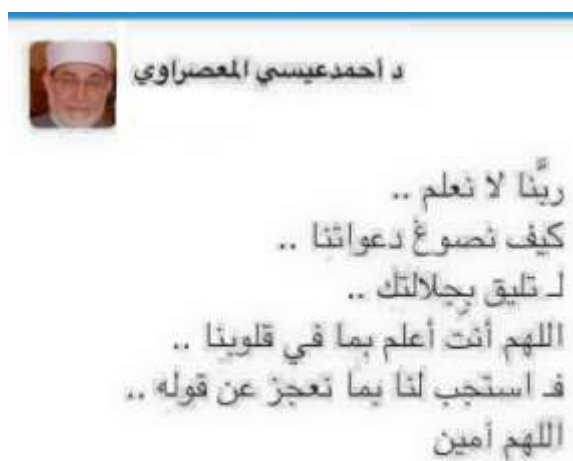 د أحمدعيسي المعصراوي
ربَّنا لا نعلم ..
كيف نصوغ دعواتنا ..
لـ تليق بجلالتك ..
اللهم أنت أعلم بما في قلوبنا ..
فـ استجب لنا بما نعجز عن قوله ..
اللهم أمين